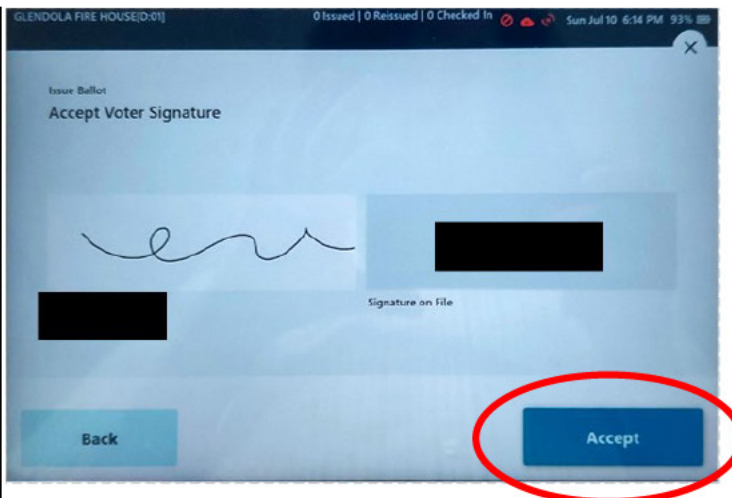 GLENDOLA FIRE HOUSE[D:01] 0 Issued | 0 Reissued | 0 Checked In Sun Jul 10 6:14 PM 93%
Issue Ballot
Accept Voter Signature
Signature on File
Back Accept